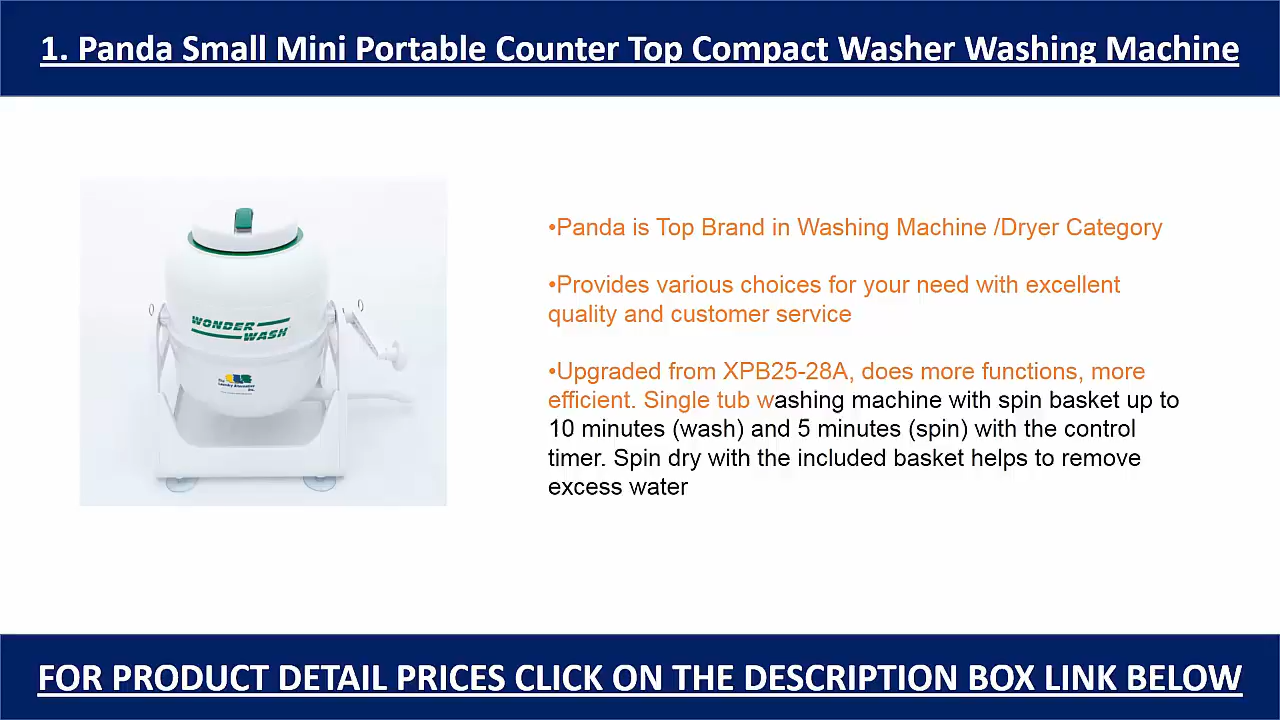 1. Panda Small Mini Portable Counter Top Compact Washer Washing Machine
WONDER
WASH
•Panda is Top Brand in Washing Machine /Dryer Category
•Provides various choices for your need with excellent
quality and customer service
•Upgraded from XPB25-28A, does more functions, more
efficient. Single tub washing machine with spin basket up to
10 minutes (wash) and 5 minutes (spin) with the control
timer. Spin dry with the included basket helps to remove
excess water
FOR PRODUCT DETAIL PRICES CLICK ON THE DESCRIPTION BOX LINK BELOW